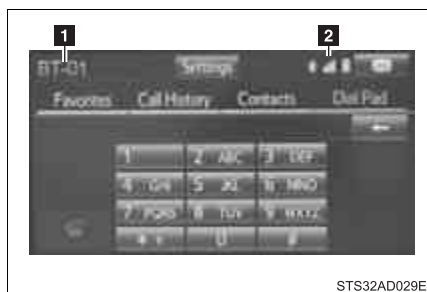 1 2
BT-01 Settings
Favorites Call History Contacts Dial Pad
1 2 ABC 3 DEF
4 GHI 5 JKL 6 MNO
7 PQRS 8 TUV 9 WXYZ
* + 0 #
STS32AD029E